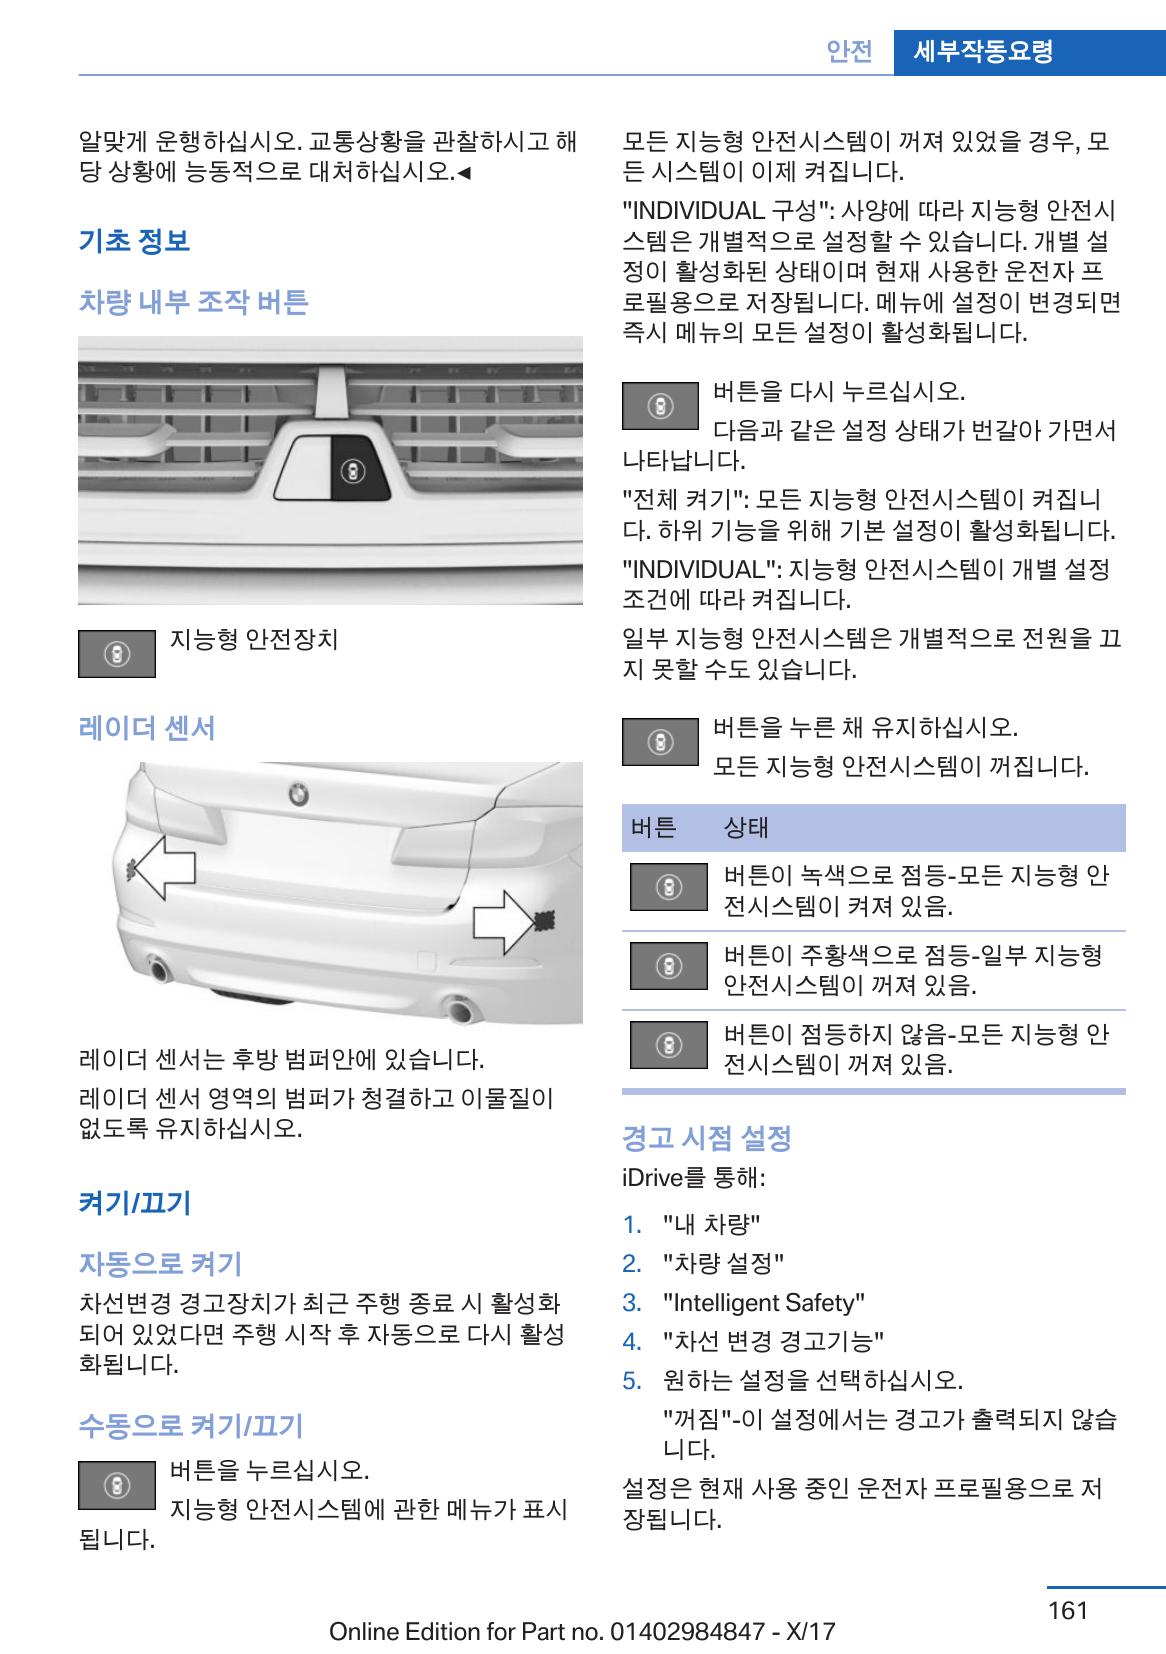 안전 세부작동요령
알맞게 운행하십시오. 교통상황을 관찰하시고 해
당 상황에 능동적으로 대처하십시오.◄
기초 정보
차량 내부 조작 버튼
지능형 안전장치
레이더 센서
레이더 센서는 후방 범퍼안에 있습니다.
레이더 센서 영역의 범퍼가 청결하고 이물질이
없도록 유지하십시오.
켜기/끄기
자동으로 켜기
차선변경 경고장치가 최근 주행 종료 시 활성화
되어 있었다면 주행 시작 후 자동으로 다시 활성
화됩니다.
수동으로 켜기/끄기
버튼을 누르십시오.
지능형 안전시스템에 관한 메뉴가 표시
됩니다.
모든 지능형 안전시스템이 꺼져 있었을 경우, 모
든 시스템이 이제 켜집니다.
"INDIVIDUAL 구성": 사양에 따라 지능형 안전시
스템은 개별적으로 설정할 수 있습니다. 개별 설
정이 활성화된 상태이며 현재 사용한 운전자 프
로필용으로 저장됩니다. 메뉴에 설정이 변경되면
즉시 메뉴의 모든 설정이 활성화됩니다.
버튼을 다시 누르십시오.
다음과 같은 설정 상태가 번갈아 가면서
나타납니다.
"전체 켜기": 모든 지능형 안전시스템이 켜집니
다. 하위 기능을 위해 기본 설정이 활성화됩니다.
"INDIVIDUAL": 지능형 안전시스템이 개별 설정
조건에 따라 켜집니다.
일부 지능형 안전시스템은 개별적으로 전원을 끄
지 못할 수도 있습니다.
버튼을 누른 채 유지하십시오.
모든 지능형 안전시스템이 꺼집니다.
버튼 상태
버튼이 녹색으로 점등-모든 지능형 안
전시스템이 켜져 있음.
버튼이 주황색으로 점등-일부 지능형
안전시스템이 꺼져 있음.
버튼이 점등하지 않음-모든 지능형 안
전시스템이 꺼져 있음.
경고 시점 설정
iDrive를 통해:
1. "내 차량"
2. "차량 설정"
3. "Intelligent Safety"
4. "차선 변경 경고기능"
5. 원하는 설정을 선택하십시오.
"꺼짐"-이 설정에서는 경고가 출력되지 않습
니다.
설정은 현재 사용 중인 운전자 프로필용으로 저
장됩니다.
161
Online Edition for Part no. 01402984847 - X/17